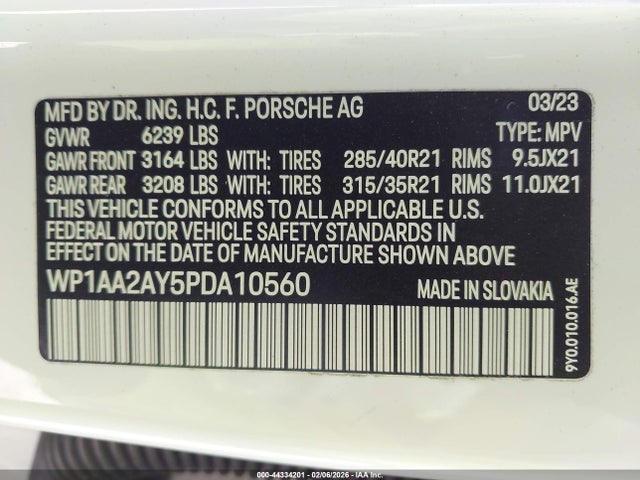 MFD BY DR. ING. H.C. F. PORSCHE AG 03/23
GVWR 6239 LBS TYPE: MPV
GAWR FRONT 3164 LBS WITH: TIRES 285/40R21 RIMS 9.5JX21
GAWR REAR 3208 LBS WITH: TIRES 315/35R21 RIMS 11.0JX21
THIS VEHICLE CONFORMS TO ALL APPLICABLE U.S.
FEDERAL MOTOR VEHICLE SAFETY STANDARDS IN
EFFECT ON THE DATE OF MANUFACTURE SHOWN ABOVE
WP1AA2AY5PDA10560 MADE IN SLOVAKIA
9Y0.010.016.AE
000-44334201 - 02/06/2026 - IAA Inc.